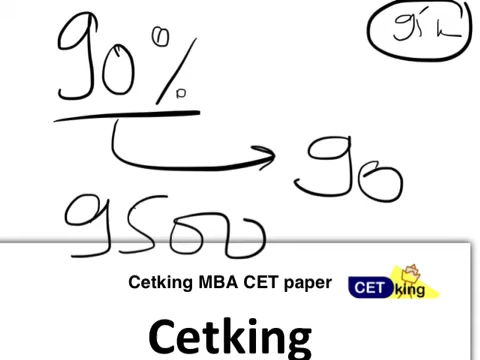 90%
90
9500
Cetking MBA CET paper
CET king
Cetking